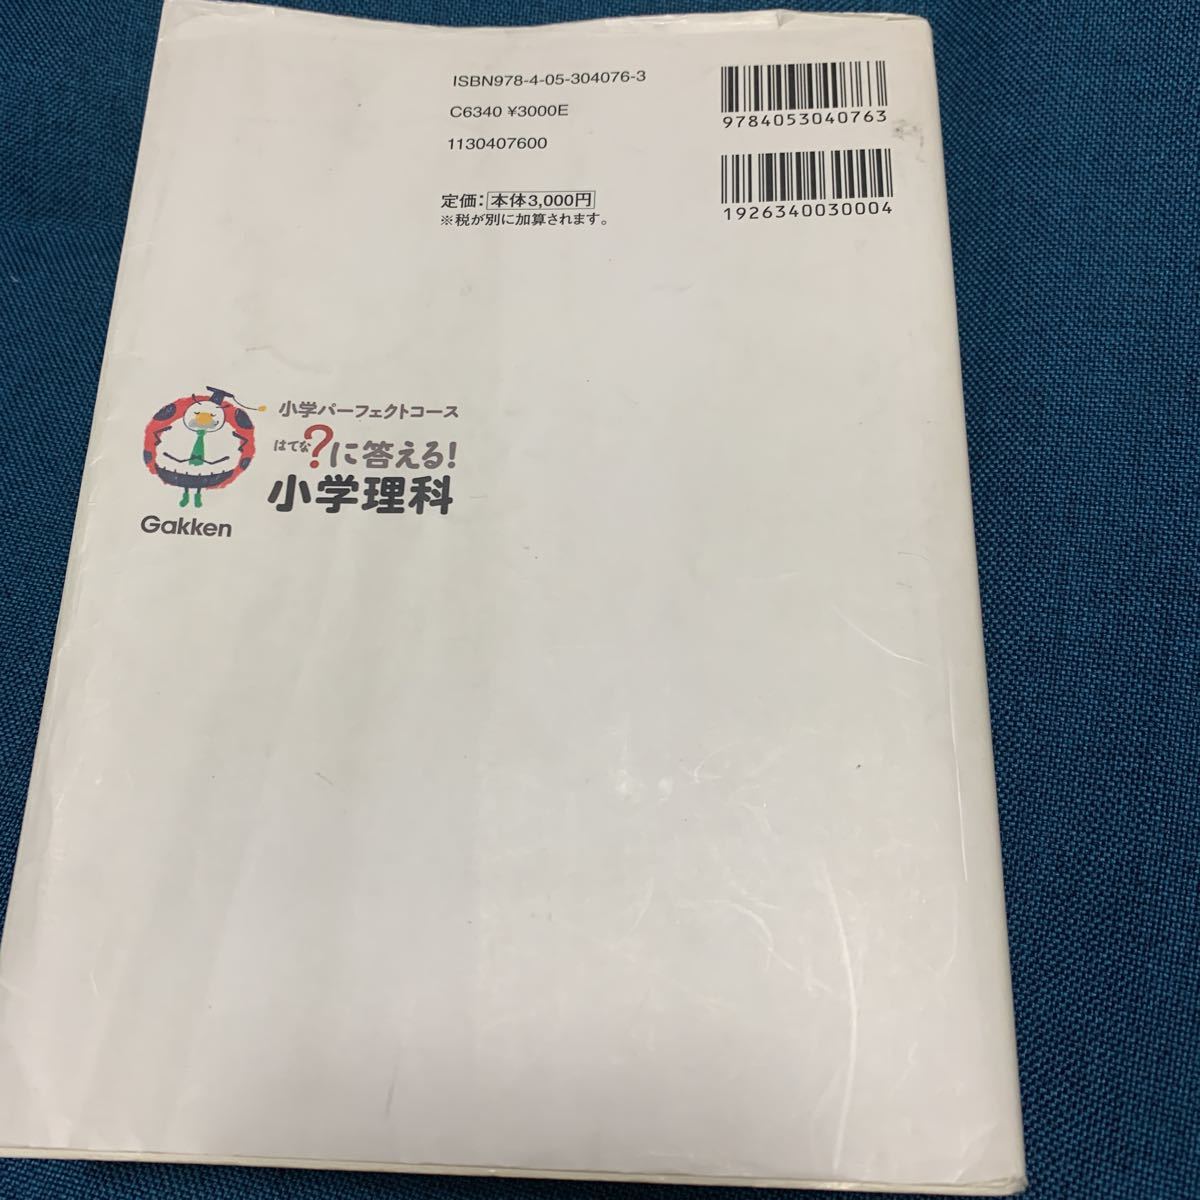 ISBN978-4-05-304076-3
C6340 ¥3000E
1130407600
定価：本体3,000円
※税が別に加算されます。
9784053040763
1926340030004
小学パーフェクトコース
はてな?に答える!
小学理科
Gakken